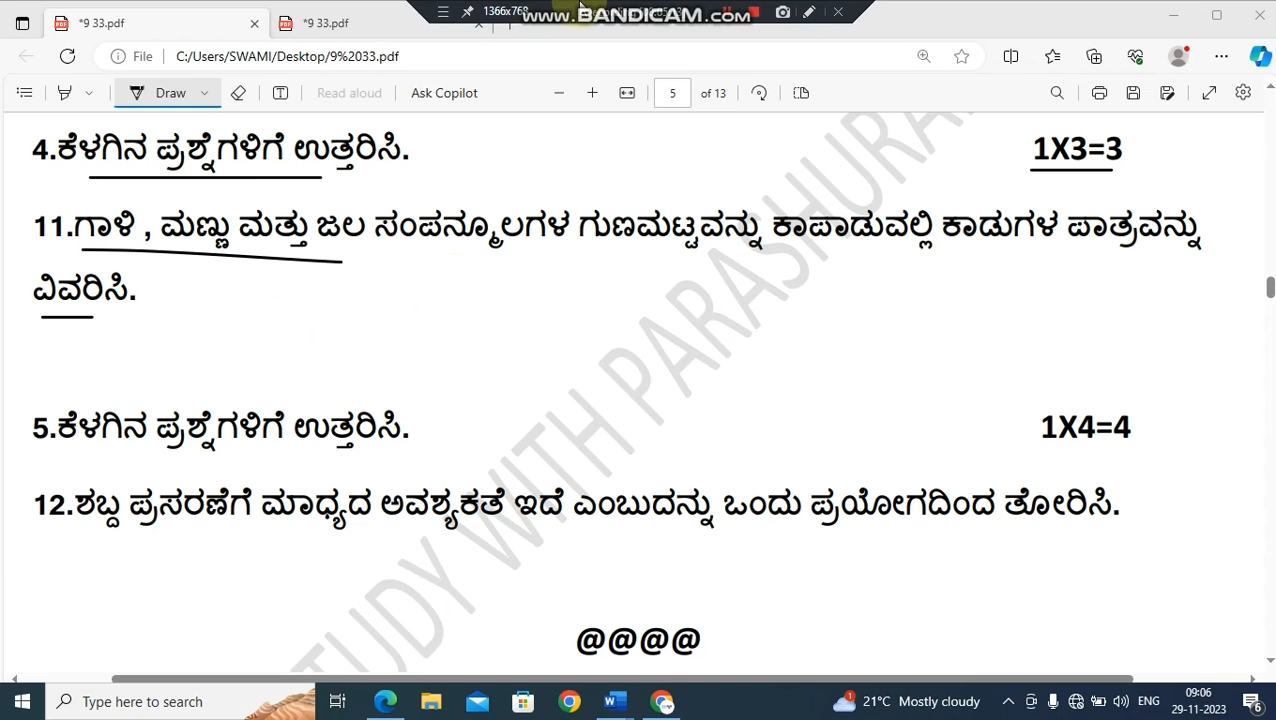 *9 33.pdf
*9 33.pdf
1366x768
www.BANDICAM.com
File
C:/Users/SWAMI/Desktop/9%2033.pdf
Draw
Read aloud
Ask Copilot
5
of 13
4.ಕೆಳಗಿನ ಪ್ರಶ್ನೆಗಳಿಗೆ ಉತ್ತರಿಸಿ. 1X3=3
11.ಗಾಳಿ , ಮಣ್ಣು ಮತ್ತು ಜಲ ಸಂಪನ್ಮೂಲಗಳ ಗುಣಮಟ್ಟವನ್ನು ಕಾಪಾಡುವಲ್ಲಿ ಕಾಡುಗಳ ಪಾತ್ರವನ್ನು
ವಿವರಿಸಿ.
5.ಕೆಳಗಿನ ಪ್ರಶ್ನೆಗಳಿಗೆ ಉತ್ತರಿಸಿ. 1X4=4
12.ಶಬ್ದ ಪ್ರಸರಣೆಗೆ ಮಾಧ್ಯದ ಅವಶ್ಯಕತೆ ಇದೆ ಎಂಬುದನ್ನು ಒಂದು ಪ್ರಯೋಗದಿಂದ ತೋರಿಸಿ.
STUDY WITH PARASHURAM
@@@@
Type here to search
1
21°C Mostly cloudy
ENG
09:06
29-11-2023
6